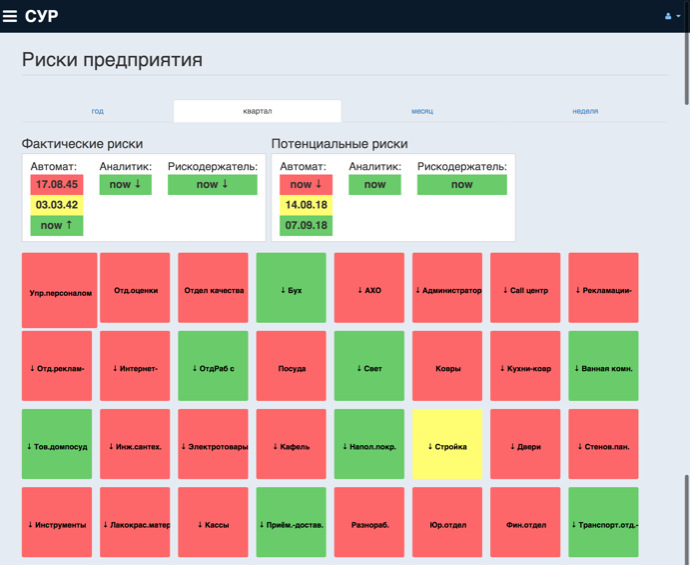 СУР
Риски предприятия
год квартал месяц неделя
Фактические риски Потенциальные риски
Автомат: Аналитик: Рискодержатель: Автомат: Аналитик: Рискодержатель:
17.08.45 now ↓ now ↓ now ↓ now now
03.03.42 14.08.18
now ↑ 07.09.18
Упр.персоналом Отд.оценки Отдел качества ↓ Бух ↓ АХО ↓ Администратор ↓ Call центр ↓ Рекламации-
↓ Отд.реклам- ↓ Интернет- ↓ ОтдРаб с Посуда ↓ Свет Ковры ↓ Кухни-ковр ↓ Ванная комн.
↓ Тов.домпосуд ↓ Инж.сантех. ↓ Электротовары ↓ Кафель ↓ Напол.покр. ↓ Стройка ↓ Двери ↓ Стенов.пан.
↓ Инструменты ↓ Лакокрас.матер ↓ Кассы ↓ Приём.-достав. Разнораб. Юр.отдел Фин.отдел ↓ Транспорт.отд.-